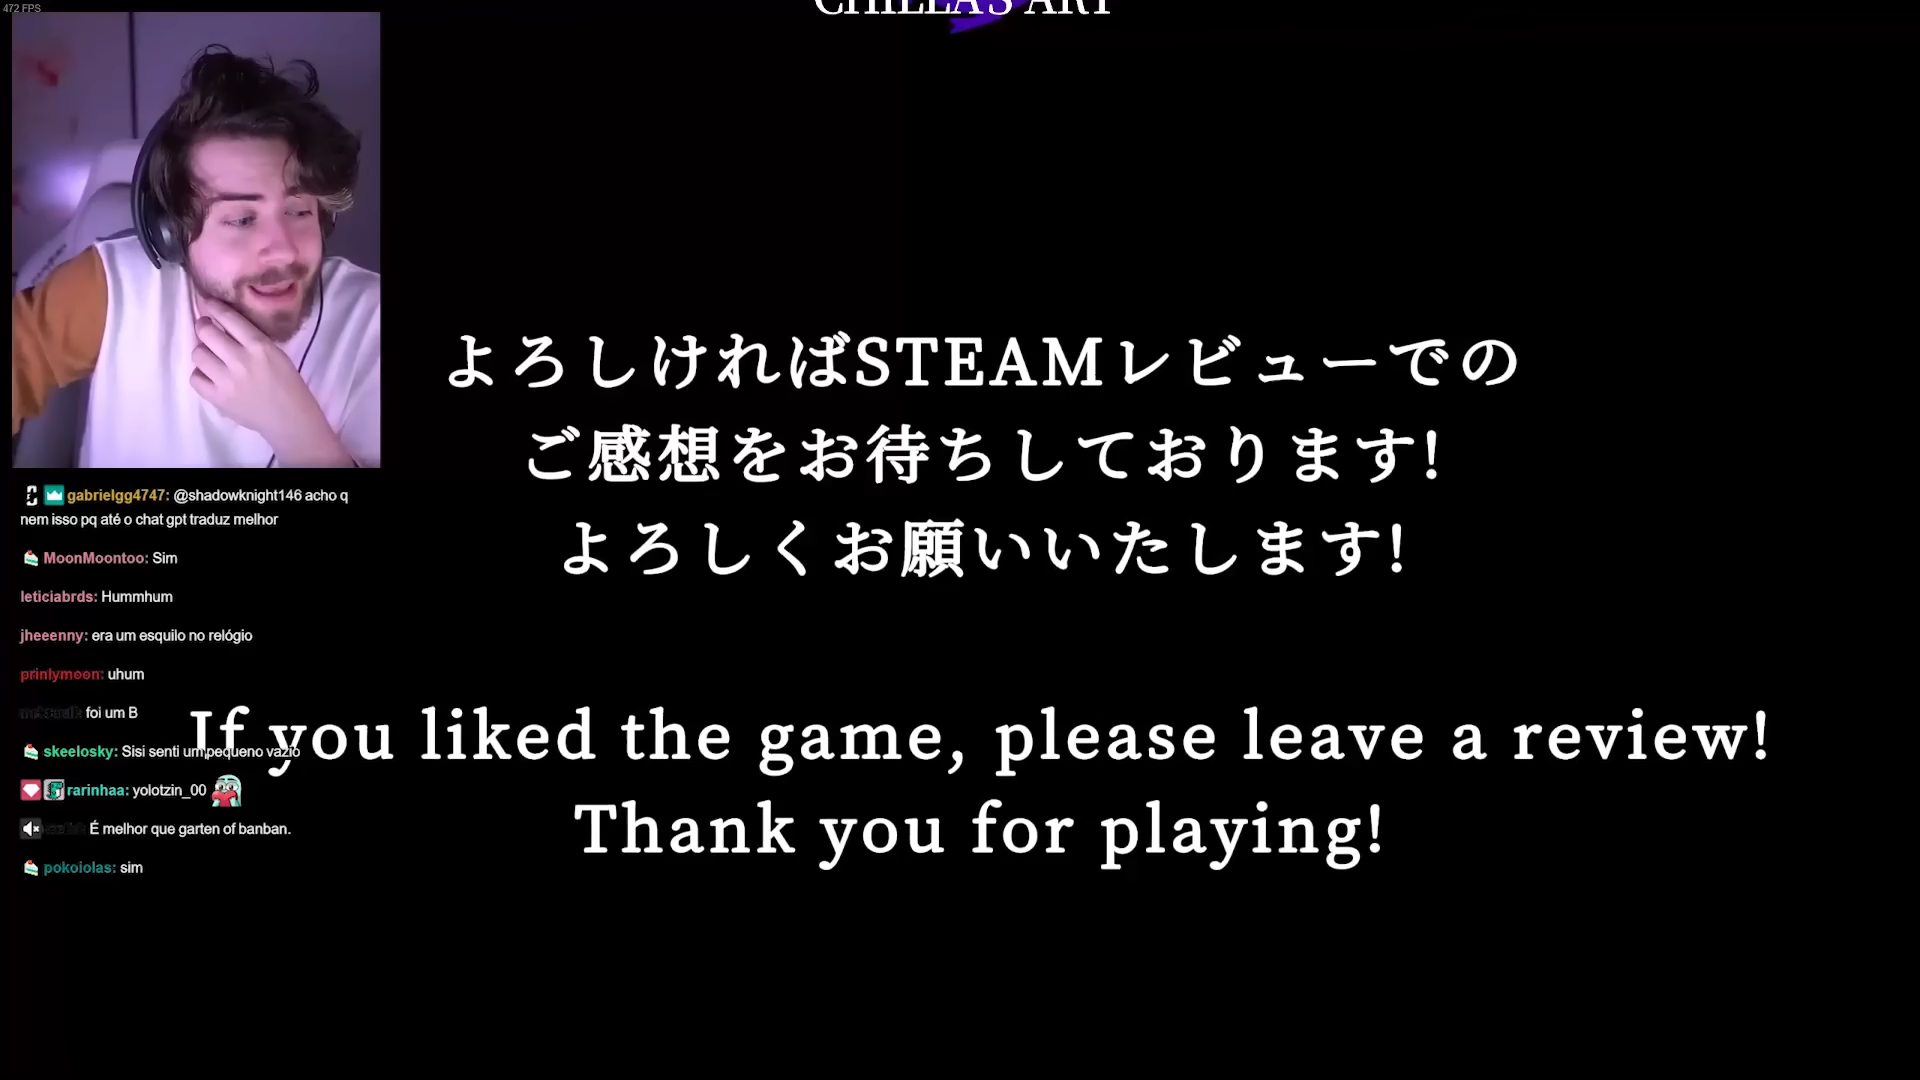 472 FPS
CHILLA'S ART
よろしければSTEAMレビューでの
ご感想をお待ちしております!
よろしくお願いいたします!
If you liked the game, please leave a review!
Thank you for playing!
gabrielgg4747: @shadowknight146 acho q
nem isso pq até o chat gpt traduz melhor
MoonMoontoo: Sim
leticiabrds: Hummhum
jheeenny: era um esquilo no relógio
prinlymoon: uhum
foi um B
skeelosky: Sisi senti um pequeno vazio
rarinhaa: yolotzin_00
É melhor que garten of banban.
pokoiolas: sim